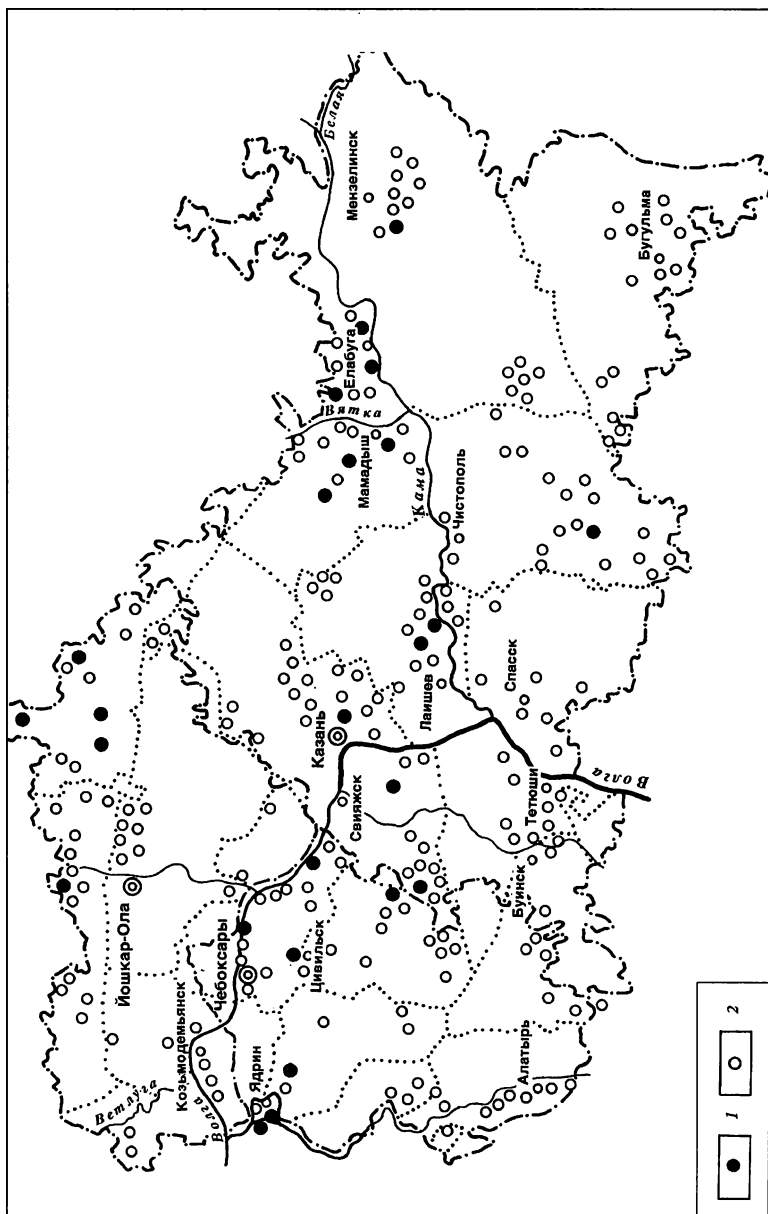 Ветлуга
Йошкар-Ола
Козьмодемьянск
Волга
Чебоксары
Ядрин
Цивильск
Алатырь
Казань
Свияжск
Буинск
Тетюши
Волга
Лаишев
Спасск
Вятка
Мамадыш
Кама
Чистополь
Елабуга
Белая
Мензелинск
Бугульма
1
2